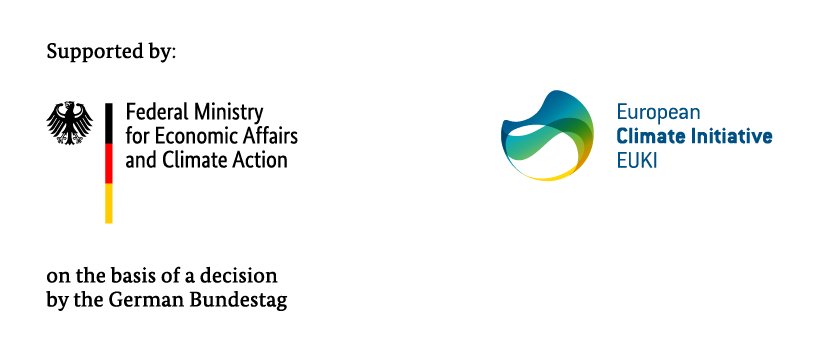 Supported by:
Federal Ministry
for Economic Affairs
and Climate Action
European
Climate Initiative
EUKI
on the basis of a decision
by the German Bundestag